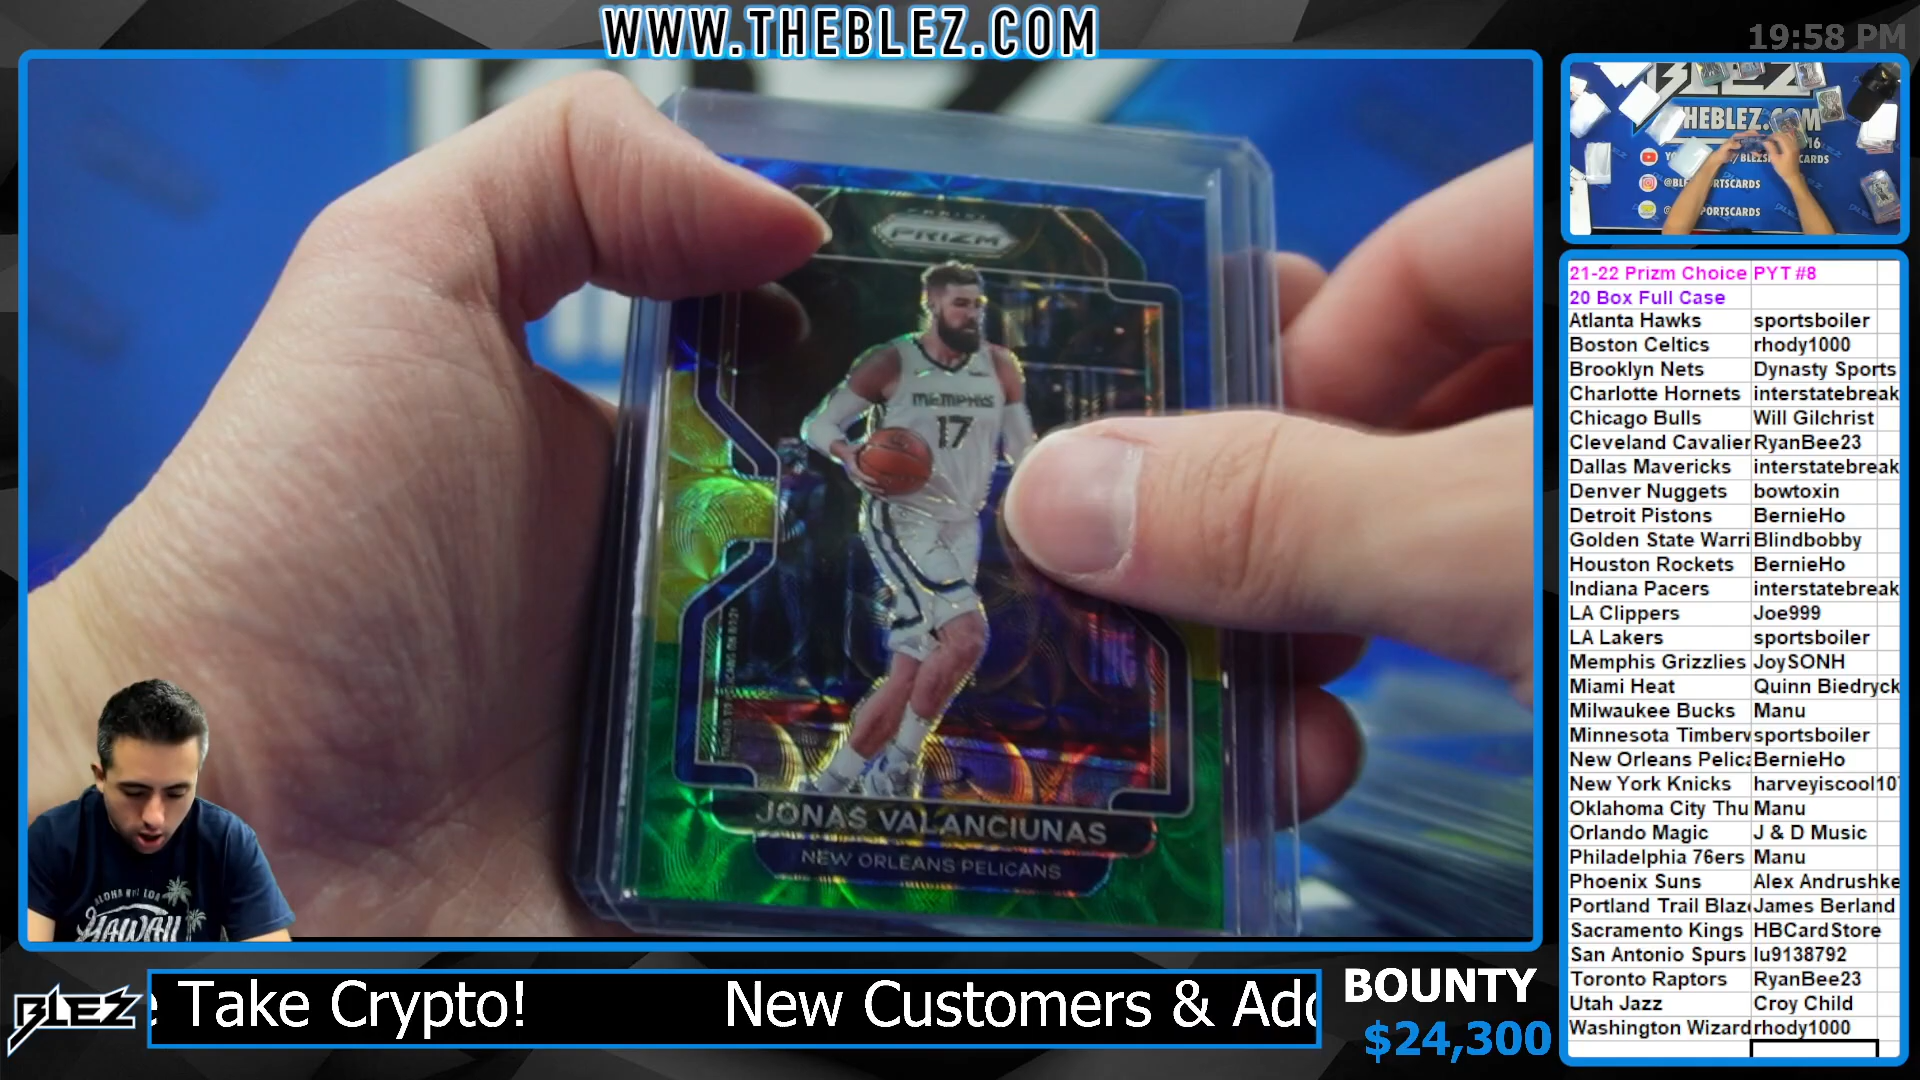 WWW.THEBLEZ.COM
19:58 PM
BLEZ
THEBLEZ.COM
@BLEZSPORTSCARDS
PANINI
PRIZM
MEMPHIS
17
JONAS VALANCIUNAS
NEW ORLEANS PELICANS
HAWAII
21-22 Prizm Choice PYT #8
20 Box Full Case
Atlanta Hawks sportsboiler
Boston Celtics rhody1000
Brooklyn Nets Dynasty Sports
Charlotte Hornets interstatebreak
Chicago Bulls Will Gilchrist
Cleveland Cavalier RyanBee23
Dallas Mavericks interstatebreak
Denver Nuggets bowtoxin
Detroit Pistons BernieHo
Golden State Warri Blindbobby
Houston Rockets BernieHo
Indiana Pacers interstatebreak
LA Clippers Joe999
LA Lakers sportsboiler
Memphis Grizzlies JoySONH
Miami Heat Quinn Biedryck
Milwaukee Bucks Manu
Minnesota Timberv sportsboiler
New Orleans Pelica BernieHo
New York Knicks harveyiscool10
Oklahoma City Thu Manu
Orlando Magic J & D Music
Philadelphia 76ers Manu
Phoenix Suns Alex Andrushke
Portland Trail Blaz James Berland
Sacramento Kings HBCardStore
San Antonio Spurs lu9138792
Toronto Raptors RyanBee23
Utah Jazz Croy Child
Washington Wizard rhody1000
BLEZ
e Take Crypto! New Customers & Add
BOUNTY
$24,300